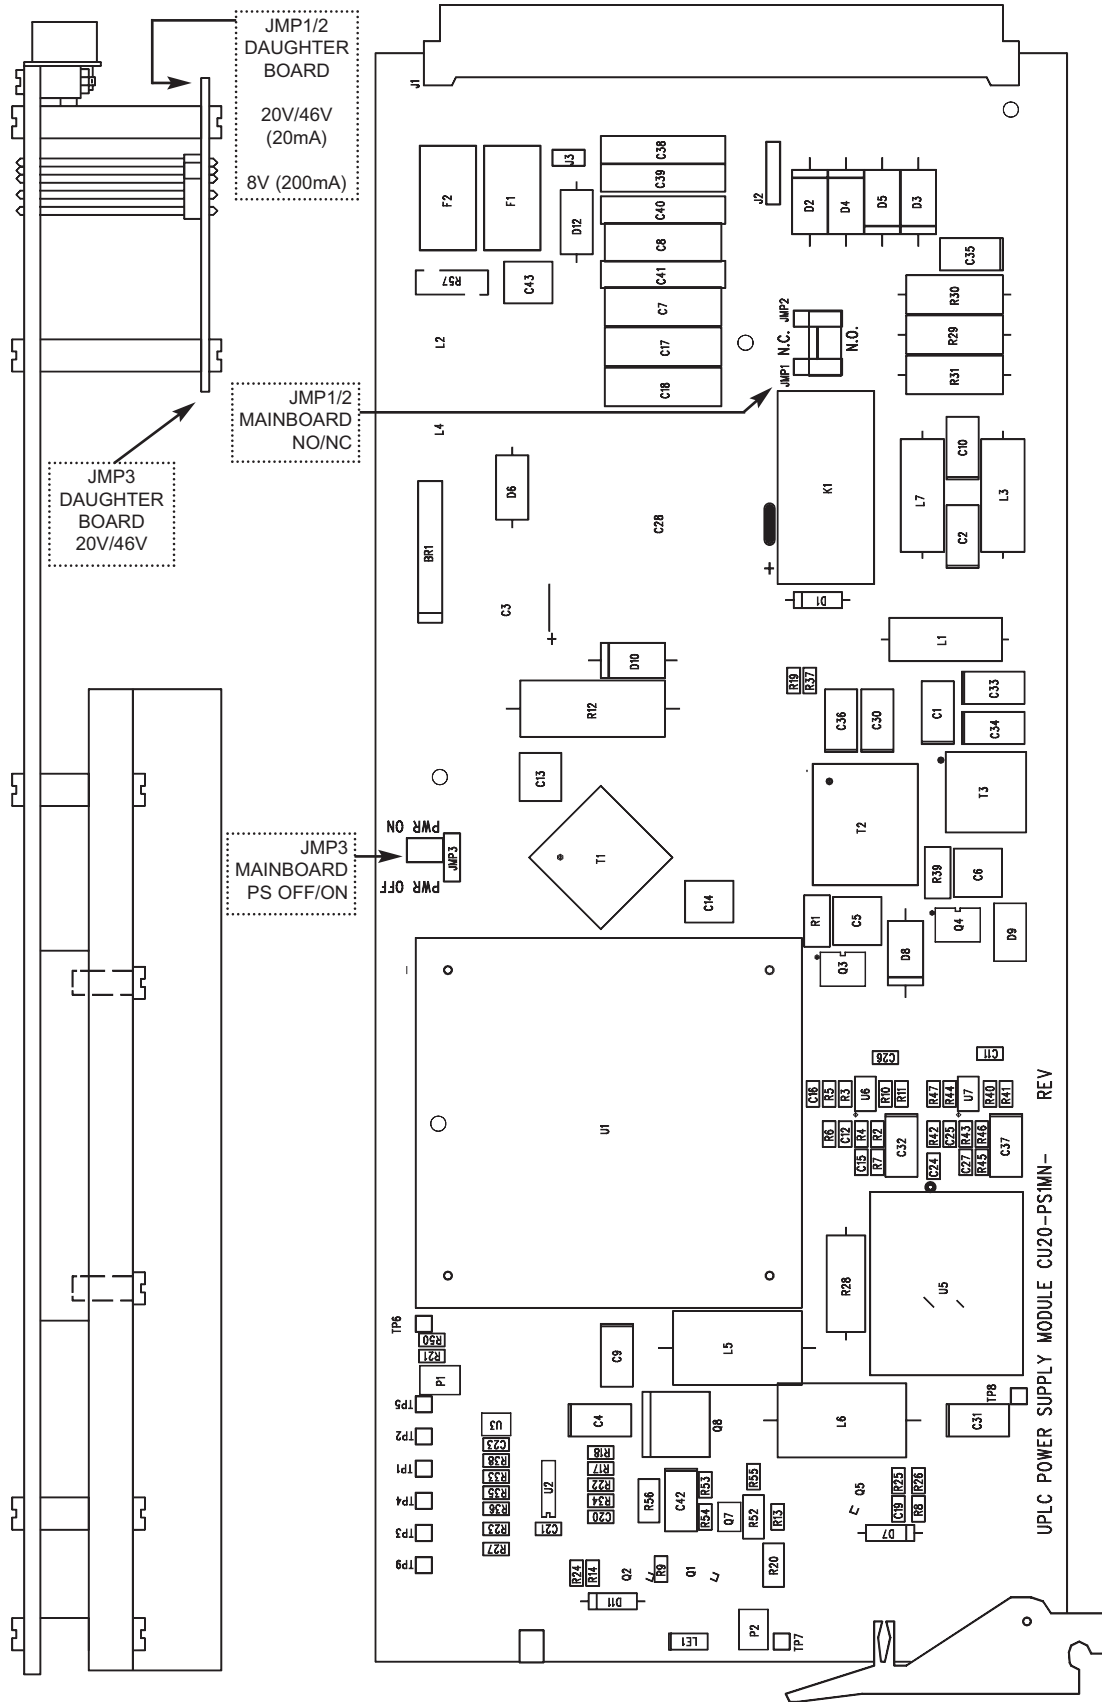 JMP1/2
DAUGHTER
BOARD
20V/46V
(20mA)
8V (200mA)
JMP3
DAUGHTER
BOARD
20V/46V
JMP1/2
MAINBOARD
NO/NC
JMP3
MAINBOARD
PS OFF/ON
J1
F2
F1
J3
D12
R57
C43
C38
C39
C40
C8
C41
C7
C17
C18
J2
D2
D4
D5
D3
C35
R30
R29
R31
JMP2
N.C.
N.O.
JMP1
L2
L4
D6
BR1
C28
C3
+
K1
+
D1
C10
L7
L3
C2
L1
D10
R12
R19
R37
C36
C30
C1
C33
C34
C13
PWR ON
JMP3
PWR OFF
T1
C14
T2
T3
R39
C6
R1
C5
Q3
D8
Q4
D9
U1
C26
C11
C16
R5
R3
U6
R10
R11
R47
R44
U7
R40
R41
R6
C12
R4
R2
C15
R7
C32
R42
C25
R43
R46
C24
C27
R45
C37
R28
U5
TP6
R50
R21
P1
TP5
TP2
TP1
TP4
TP3
TP9
C9
L5
C4
Q8
L6
TP8
C31
U3
C23
R38
R33
R35
R36
R23
R27
U2
C21
R18
R17
R22
R34
C20
R56
C42
R53
R54
Q7
R55
R52
R13
Q5
R25
R26
C19
R8
D7
R24
R14
Q2
R9
Q1
R20
D11
LE1
P2
TP7
UPLC POWER SUPPLY MODULE CU20-PS1MN- REV